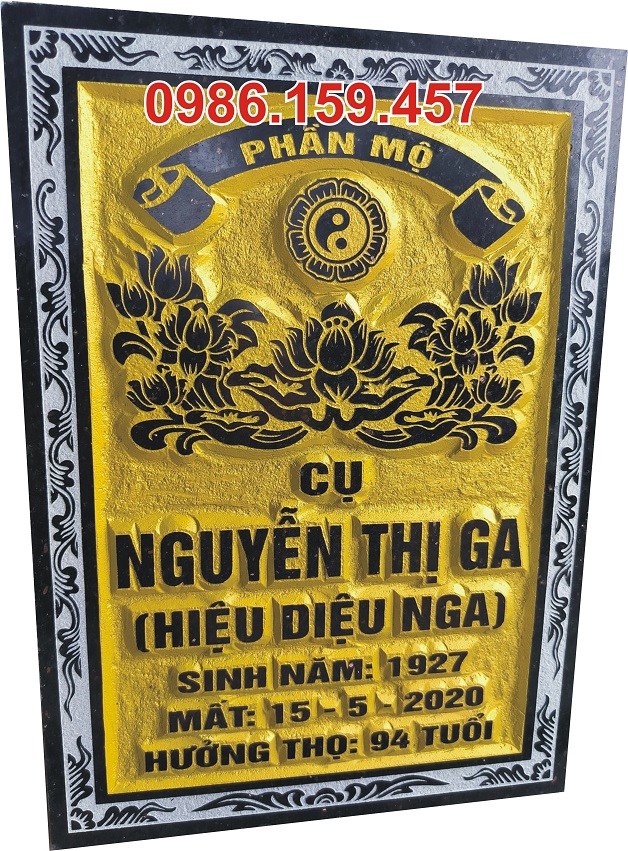 0986.159.457
PHẦN MỘ
CỤ
NGUYỄN THỊ GA
(HIỆU DIỆU NGA)
SINH NĂM: 1927
MẤT: 15 - 5 - 2020
HƯỞNG THỌ: 94 TUỔI